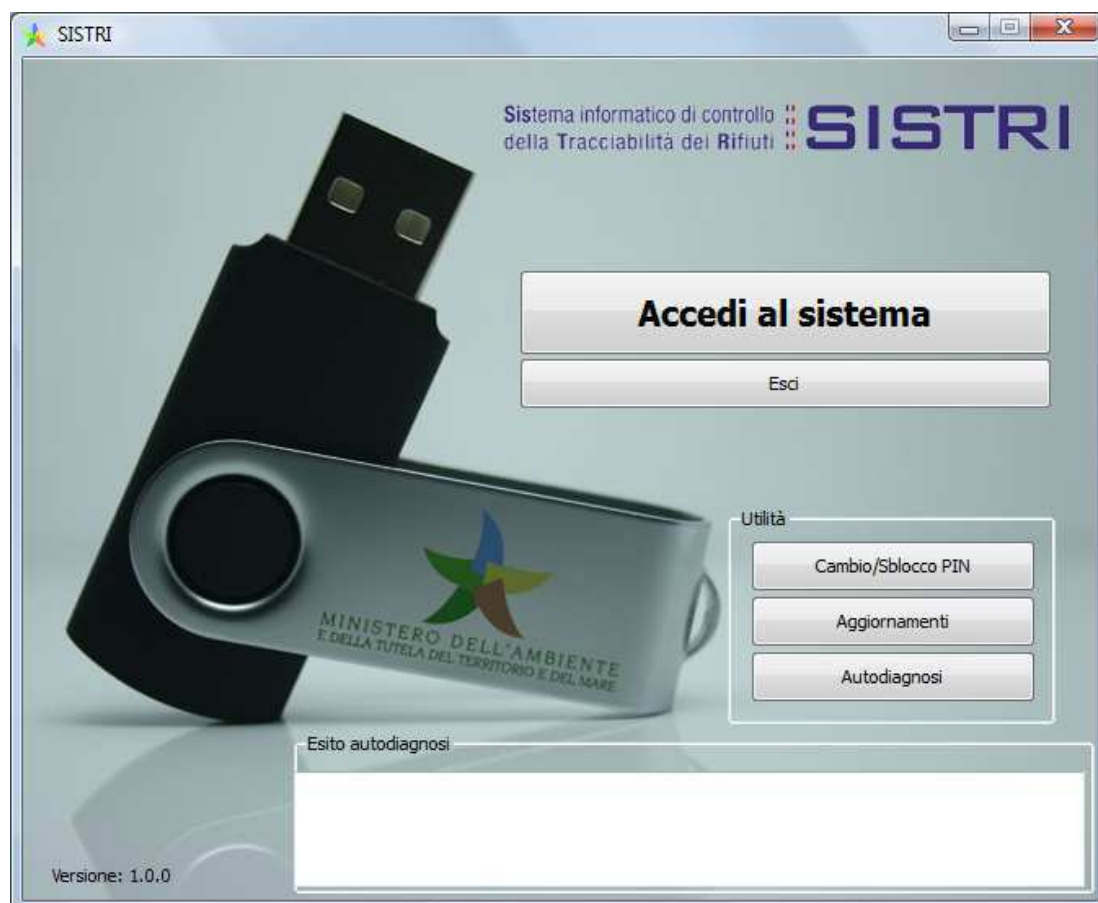 SISTRI
Sistema informatico di controllo
della Tracciabilità dei Rifiuti
SISTRI
Accedi al sistema
Esci
Utilità
Cambio/Sblocco PIN
Aggiornamenti
Autodiagnosi
MINISTERO DELL'AMBIENTE
E DELLA TUTELA DEL TERRITORIO E DEL MARE
Esito autodiagnosi
Versione: 1.0.0